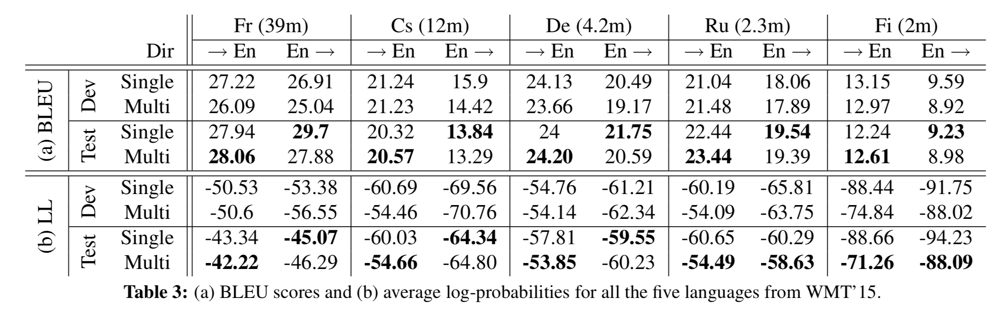 Fr (39m) Cs (12m) De (4.2m) Ru (2.3m) Fi (2m)
Dir → En En → → En En → → En En → → En En → → En En →
(a) BLEU Dev Single 27.22 26.91 21.24 15.9 24.13 20.49 21.04 18.06 13.15 9.59
Multi 26.09 25.04 21.23 14.42 23.66 19.17 21.48 17.89 12.97 8.92
Test Single 27.94 29.7 20.32 13.84 24 21.75 22.44 19.54 12.24 9.23
Multi 28.06 27.88 20.57 13.29 24.20 20.59 23.44 19.39 12.61 8.98
(b) LL Dev Single -50.53 -53.38 -60.69 -69.56 -54.76 -61.21 -60.19 -65.81 -88.44 -91.75
Multi -50.6 -56.55 -54.46 -70.76 -54.14 -62.34 -54.09 -63.75 -74.84 -88.02
Test Single -43.34 -45.07 -60.03 -64.34 -57.81 -59.55 -60.65 -60.29 -88.66 -94.23
Multi -42.22 -46.29 -54.66 -64.80 -53.85 -60.23 -54.49 -58.63 -71.26 -88.09
Table 3: (a) BLEU scores and (b) average log-probabilities for all the five languages from WMT'15.